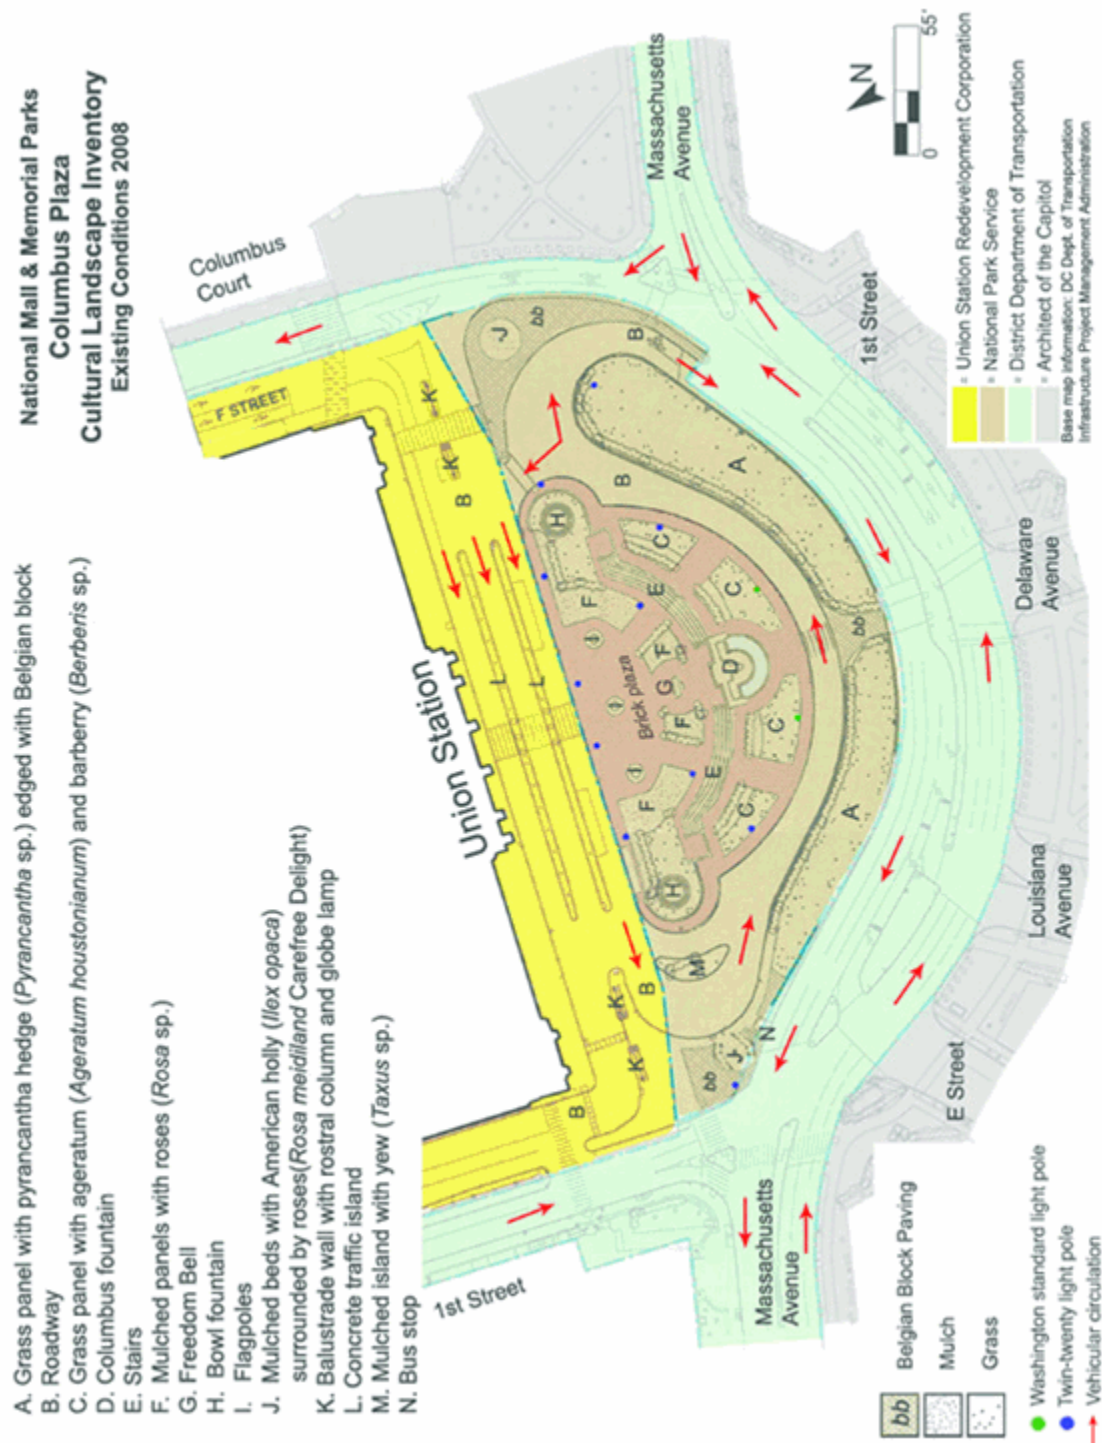 National Mall & Memorial Parks
Columbus Plaza
Cultural Landscape Inventory
Existing Conditions 2008
A. Grass panel with pyrancantha hedge (Pyrancantha sp.) edged with Belgian block
B. Roadway
C. Grass panel with ageratum (Ageratum houstonianum) and barberry (Berberis sp.)
D. Columbus fountain
E. Stairs
F. Mulched panels with roses (Rosa sp.)
G. Freedom Bell
H. Bowl fountain
I. Flagpoles
J. Mulched beds with American holly (Ilex opaca)
surrounded by roses(Rosa meidiland Carefree Delight)
K. Balustrade wall with rostral column and globe lamp
L. Concrete traffic island
M. Mulched island with yew (Taxus sp.)
N. Bus stop
Columbus
Court
F STREET
Union Station
Massachusetts
Avenue
1st Street
Brick plaza
K
K
B
J
bb
B
H
B
A
C
C
F
E
F
G
D
F
E
C
C
F
H
L
L
bb
A
M
B
K
K
B
bb
J
N
1st Street
Massachusetts
Avenue
E Street
Louisiana
Avenue
Delaware
Avenue
N
0 55'
= Union Station Redevelopment Corporation
= National Park Service
= District Department of Transportation
= Architect of the Capitol
Base map information: DC Dept. of Transportation
Infrastructure Project Management Administration
bb Belgian Block Paving
Mulch
Grass
Washington standard light pole
Twin-twenty light pole
Vehicular circulation